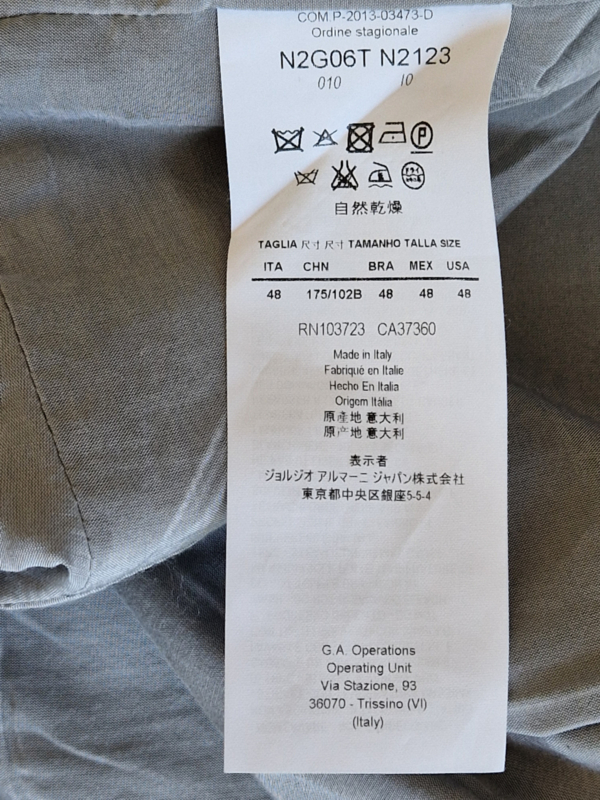 COM.P-2013-03473-D
Ordine stagionale
N2G06T N2123
010 10
P
ドライ
自然乾燥
TAGLIA 尺寸 尺寸 TAMANHO TALLA SIZE
ITA CHN BRA MEX USA
48 175/102B 48 48 48
RN103723 CA37360
Made in Italy
Fabriqué en Italie
Hecho En Italia
Origem Itália
原產地 意大利
原产地 意大利
表示者
ジョルジオ アルマーニ ジャパン株式会社
東京都中央区銀座5-5-4
G.A. Operations
Operating Unit
Via Stazione, 93
36070 - Trissino (VI)
(Italy)